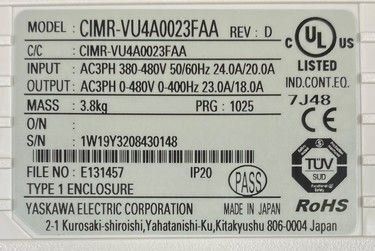 MODEL : CIMR-VU4A0023FAA REV : D
C/C : CIMR-VU4A0023FAA
INPUT : AC3PH 380-480V 50/60Hz 24.0A/20.0A
OUTPUT : AC3PH 0-480V 0-400Hz 23.0A/18.0A
MASS : 3.8kg PRG : 1025
O/N :
S/N : 1W19Y3208430148
FILE NO : E131457 IP20
TYPE 1 ENCLOSURE
PASS
YASKAWA ELECTRIC CORPORATION MADE IN JAPAN
2-1 Kurosaki-shiroishi,Yahatanishi-Ku,Kitakyushu 806-0004 Japan
C UL US
LISTED
IND.CONT.EQ.
7J48
TÜV
SUD
RoHS